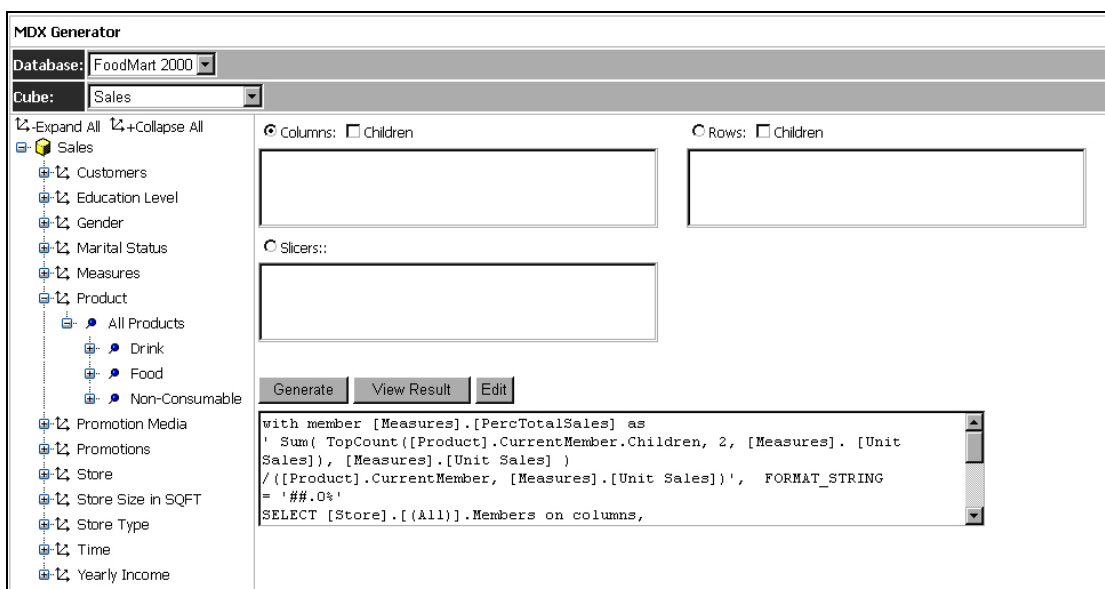 MDX Generator
Database: FoodMart 2000
Cube: Sales
-Expand All +Collapse All
Sales
Customers
Education Level
Gender
Marital Status
Measures
Product
All Products
Drink
Food
Non-Consumable
Promotion Media
Promotions
Store
Store Size in SQFT
Store Type
Time
Yearly Income
Columns: Children
Rows: Children
Slicers::
Generate View Result Edit
with member [Measures].[PercTotalSales] as
' Sum( TopCount([Product].CurrentMember.Children, 2, [Measures]. [Unit
Sales]), [Measures].[Unit Sales] )
/([Product].CurrentMember, [Measures].[Unit Sales])', FORMAT_STRING
= '##.0%'
SELECT [Store].[(All)].Members on columns,